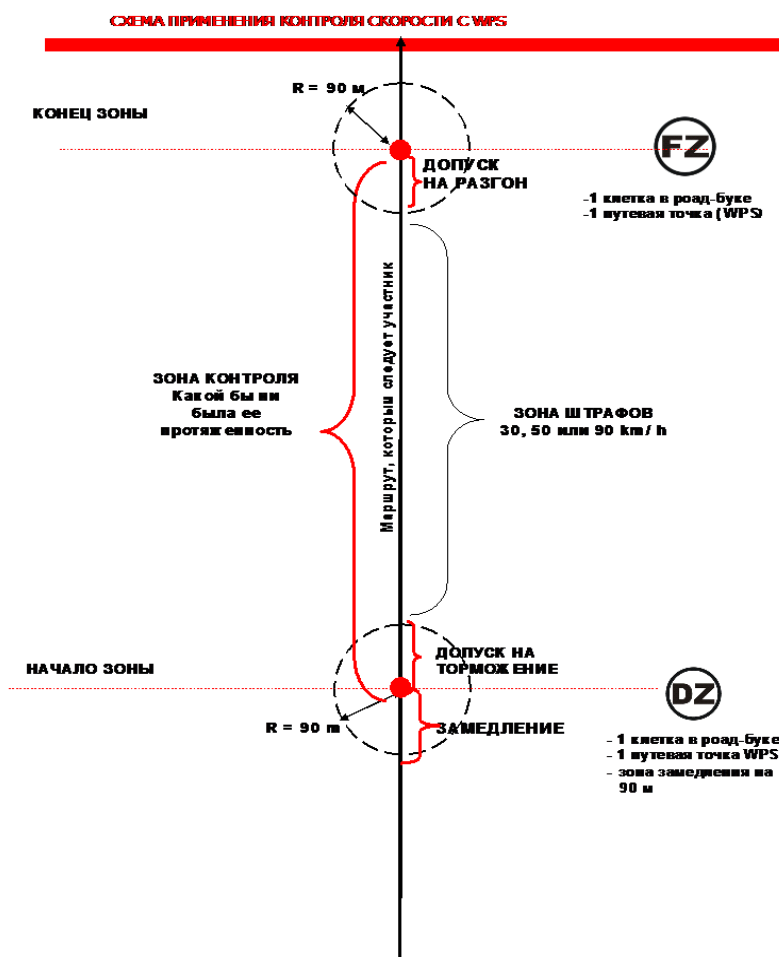 СХЕМА ПРИМЕНЕНИЯ КОНТРОЛЯ СКОРОСТИ С WPS
R = 90 м
КОНЕЦ ЗОНЫ
FZ
ДОПУСК
НА РАЗГОН
-1 клетка в роад-буке
-1 путевая точка (WPS)
Маршрут, которым следует участник
ЗОНА КОНТРОЛЯ
Какой бы ни
была ее
протяженность
ЗОНА ШТРАФОВ
30, 50 или 90 km/ h
НАЧАЛО ЗОНЫ
ДОПУСК НА
ТОРМОЖЕНИЕ
DZ
R = 90 m
ЗАМЕДЛЕНИЕ
- 1 клетка в роад-буке
- 1 путевая точка WPS
- зона замедления на
90 м